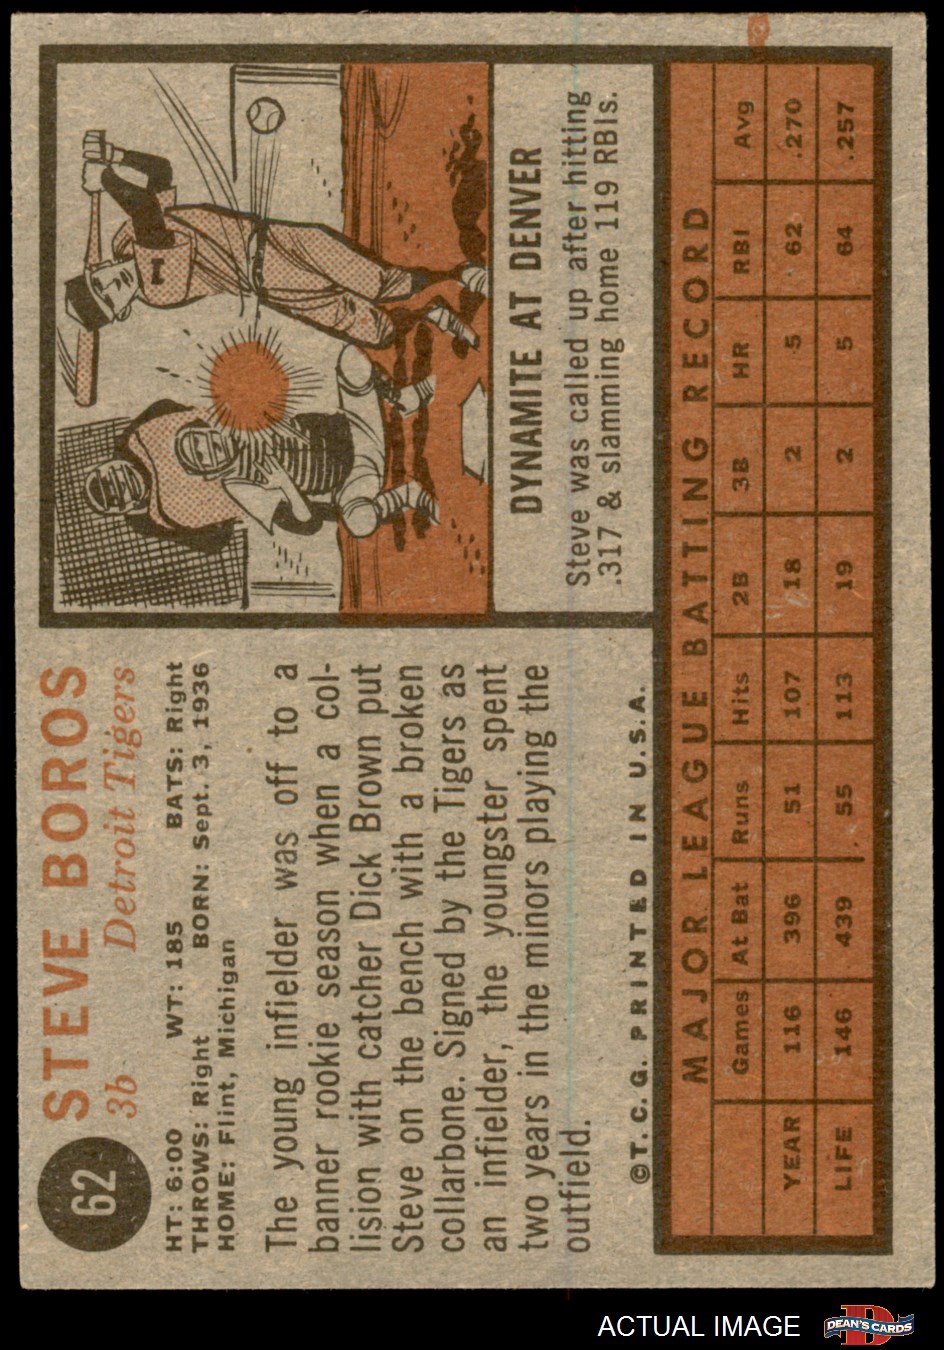 62
STEVE BOROS
3b Detroit Tigers
HT: 6:00 WT: 185 BATS: Right
THROWS: Right BORN: Sept. 3, 1936
HOME: Flint, Michigan
The young infielder was off to a
banner rookie season when a col-
lision with catcher Dick Brown put
Steve on the bench with a broken
collarbone. Signed by the Tigers as
an infielder, the youngster spent
two years in the minors playing the
outfield.
©T. C. G. PRINTED IN U.S.A.
I
DYNAMITE AT DENVER
Steve was called up after hitting
.317 & slamming home 119 RBIs.
MAJOR LEAGUE BATTING RECORD
Games At Bat Runs Hits 2B 3B HR RBI Avg
YEAR 116 396 51 107 18 2 5 62 .270
LIFE 146 439 55 113 19 2 5 64 .257
ACTUAL IMAGE
D
DEAN'S CARDS